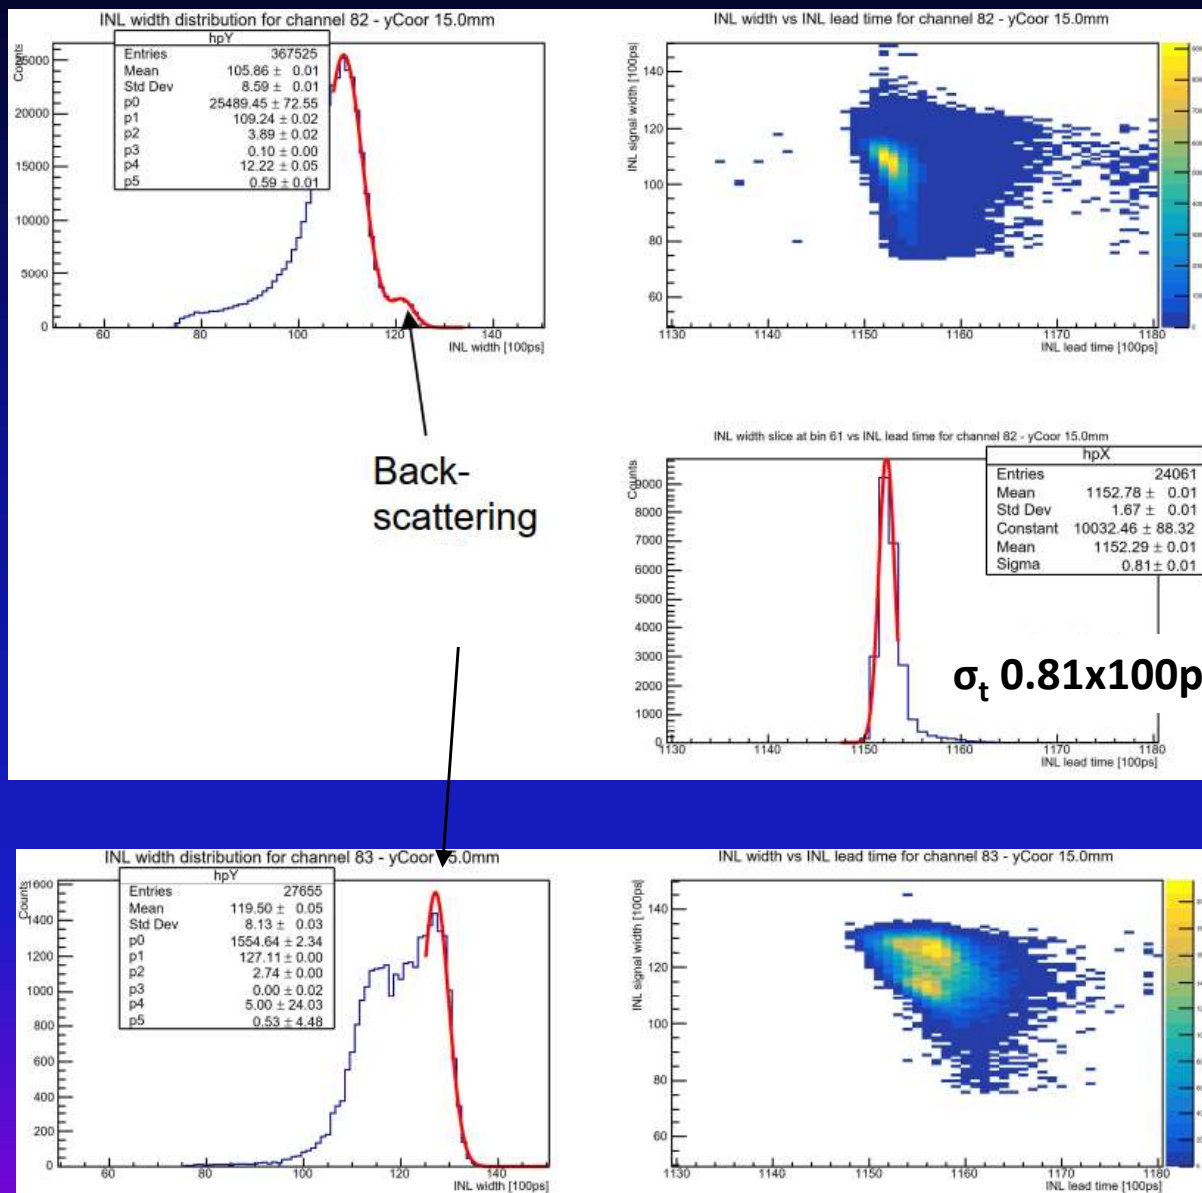 INL width distribution for channel 82 - yCoor 15.0mm
Counts
hpY
Entries 367525
Mean 105.86 ± 0.01
Std Dev 8.59 ± 0.01
p0 25489.45 ± 72.55
p1 109.24 ± 0.02
p2 3.89 ± 0.02
p3 0.10 ± 0.00
p4 12.22 ± 0.05
p5 0.59 ± 0.01
25000
20000
15000
10000
5000
0
60 80 100 120 140
INL width [100ps]
INL width vs INL lead time for channel 82 - yCoor 15.0mm
INL signal width [100ps]
140
120
100
80
60
1130 1140 1150 1160 1170 1180
INL lead time [100ps]
Back-
scattering
INL width slice at bin 61 vs INL lead time for channel 82 - yCoor 15.0mm
Counts
hpX
Entries 24061
Mean 1152.78 ± 0.01
Std Dev 1.67 ± 0.01
Constant 10032.46 ± 88.32
Mean 1152.29 ± 0.01
Sigma 0.81 ± 0.01
9000
8000
7000
6000
5000
4000
3000
2000
1000
0
σt 0.81x100p
1130 1140 1150 1160 1170 1180
INL lead time [100ps]
INL width distribution for channel 83 - yCoor 15.0mm
Counts
hpY
Entries 27655
Mean 119.50 ± 0.05
Std Dev 8.13 ± 0.03
p0 1554.64 ± 2.34
p1 127.11 ± 0.00
p2 2.74 ± 0.00
p3 0.00 ± 0.02
p4 5.00 ± 24.03
p5 0.53 ± 4.48
1600
1400
1200
1000
800
600
400
200
0
60 80 100 120 140
INL width [100ps]
INL width vs INL lead time for channel 83 - yCoor 15.0mm
INL signal width [100ps]
140
120
100
80
60
1130 1140 1150 1160 1170 1180
INL lead time [100ps]